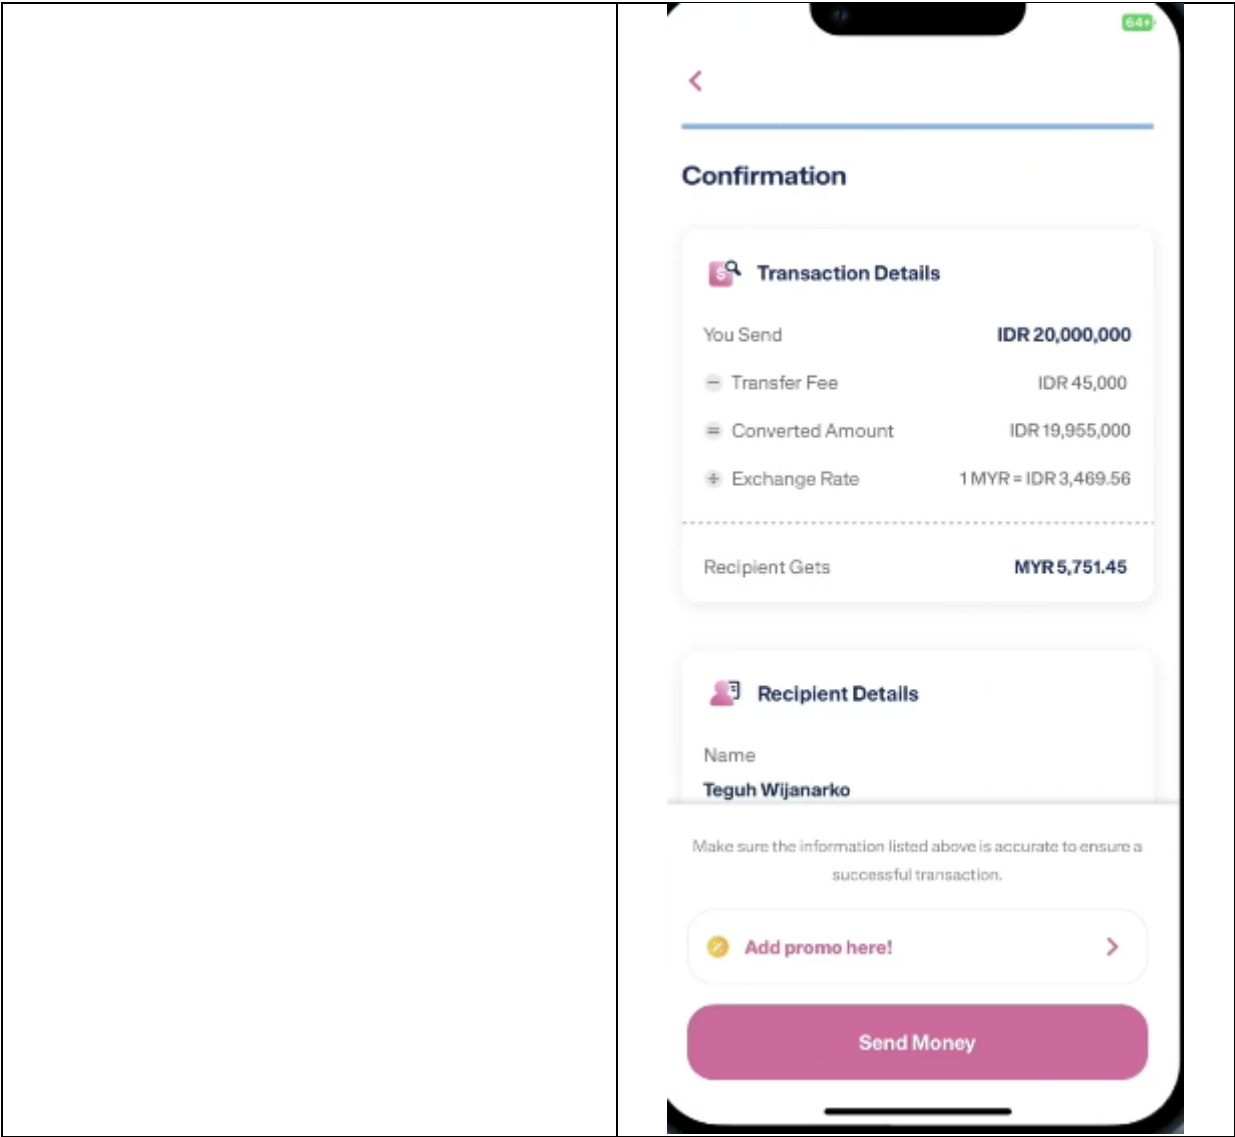 64+
Confirmation
Transaction Details
You Send IDR 20,000,000
Transfer Fee IDR 45,000
Converted Amount IDR 19,955,000
Exchange Rate 1 MYR = IDR 3,469.56
Recipient Gets MYR 5,751.45
Recipient Details
Name
Teguh Wijanarko
Make sure the information listed above is accurate to ensure a
successful transaction.
Add promo here!
Send Money